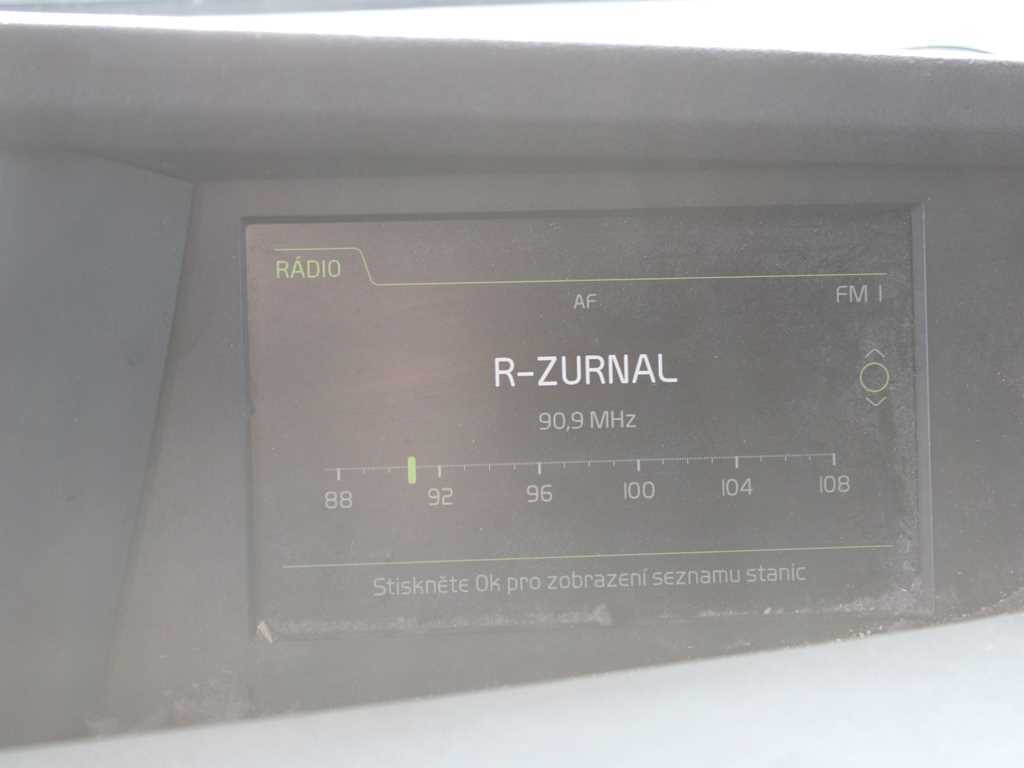 RÁDIO
AF
FM 1
R-ZURNAL
90,9 MHz
88 92 96 100 104 108
Stiskněte Ok pro zobrazení seznamu stanic